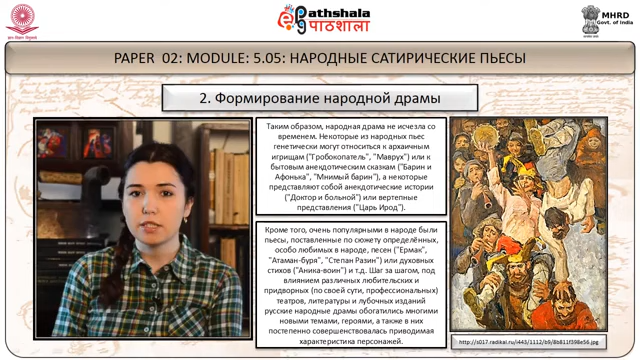 Pathshala
पाठशाला
MHRD
Govt. of India
PAPER 02: MODULE: 5.05: НАРОДНЫЕ САТИРИЧЕСКИЕ ПЬЕСЫ
2. Формирование народной драмы
Таким образом, народная драма не исчезла со
временем. Некоторые из народных пьес
генетически могут относиться к архаичным
игрищам ("Гробокопатель", "Маврух") или к
бытовым анекдотическим сказкам ("Барин и
Афонька", "Мнимый барин"), а некоторые
представляют собой анекдотические истории
("Доктор и больной") или вертепные
представления ("Царь Ирод").
Кроме того, очень популярными в народе были
пьесы, поставленные по сюжету определённых,
особо любимых в народе, песен ("Ермак",
"Атаман-буря", "Степан Разин") или духовных
стихов ("Аника-воин") и т.д. Шаг за шагом, под
влиянием различных любительских и
придворных (по своей сути, профессиональных)
театров, литературы и лубочных изданий
русские народные драмы обогатились многими
новыми темами, героями, а также в них
постепенно совершенствовалась приводимая
характеристика персонажей.
http://s017.radikal.ru/i443/1112/b9/8b811f398e56.jpg